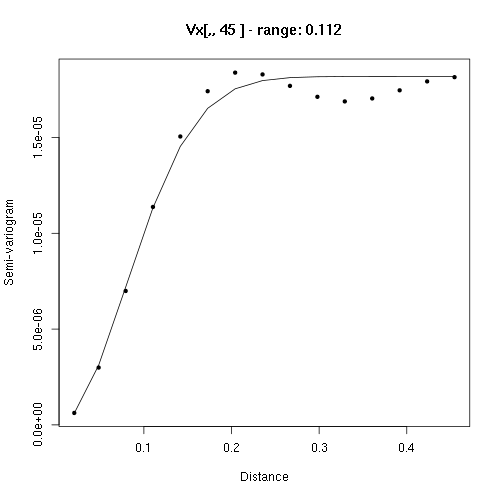 Vx[,, 45 ] - range: 0.112
Semi-variogram
1.5e-05
1.0e-05
5.0e-06
0.0e+00
0.1 0.2 0.3 0.4
Distance